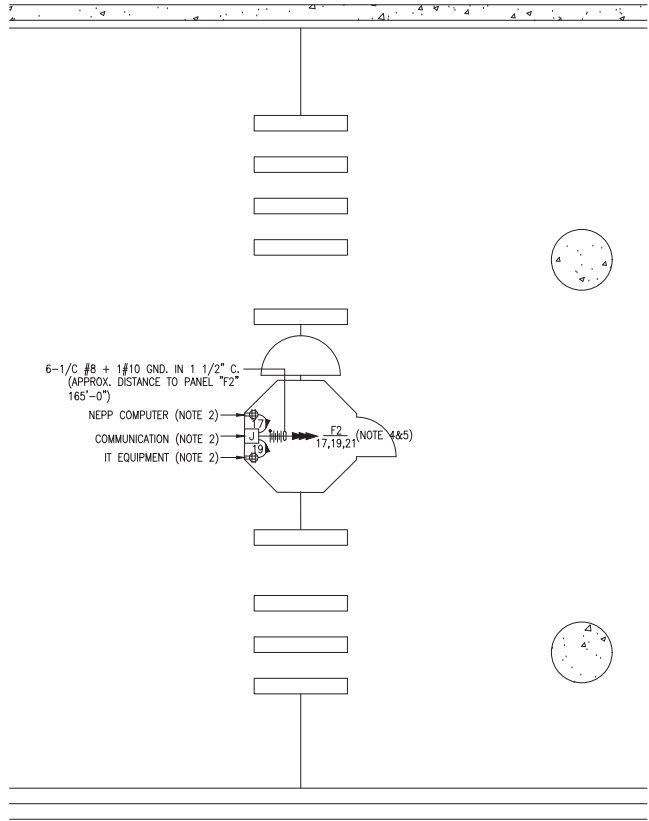 6-1/C #8 + 1#10 GND. IN 1 1/2" C.
(APPROX. DISTANCE TO PANEL "F2"
165'-0")
NEPP COMPUTER (NOTE 2)
COMMUNICATION (NOTE 2)
IT EQUIPMENT (NOTE 2)
17
J
19
F2
17,19,21
(NOTE 4&5)